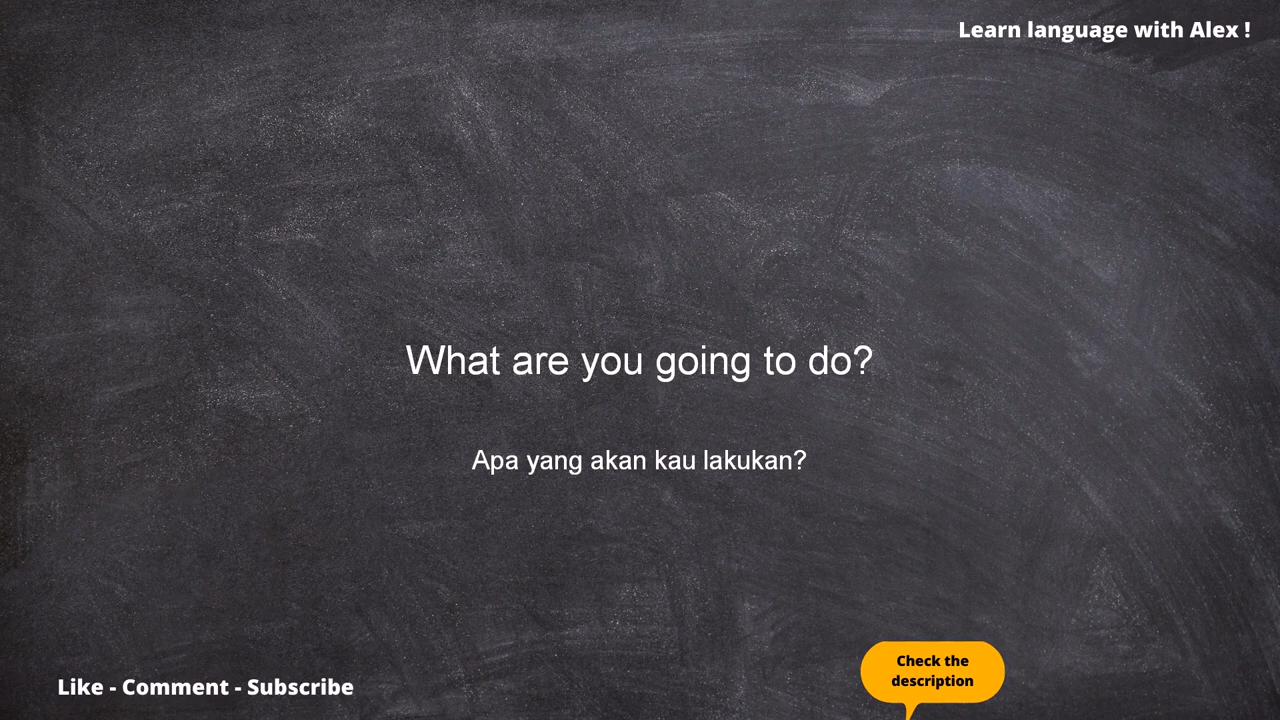 Learn language with Alex !
What are you going to do?
Apa yang akan kau lakukan?
Check the
description
Like - Comment - Subscribe